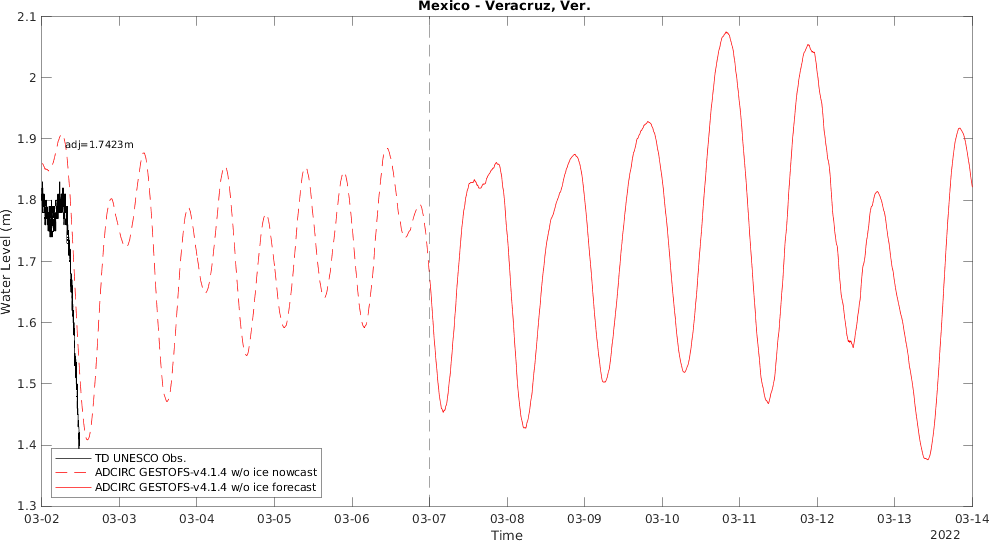 Mexico - Veracruz, Ver.
2.1
2
1.9
1.8
1.7
1.6
1.5
1.4
1.3
Water Level (m)
adj=1.7423m
TD UNESCO Obs.
ADCIRC GESTOFS-v4.1.4 w/o ice nowcast
ADCIRC GESTOFS-v4.1.4 w/o ice forecast
03-02 03-03 03-04 03-05 03-06 03-07 03-08 03-09 03-10 03-11 03-12 03-13 03-14
Time
2022